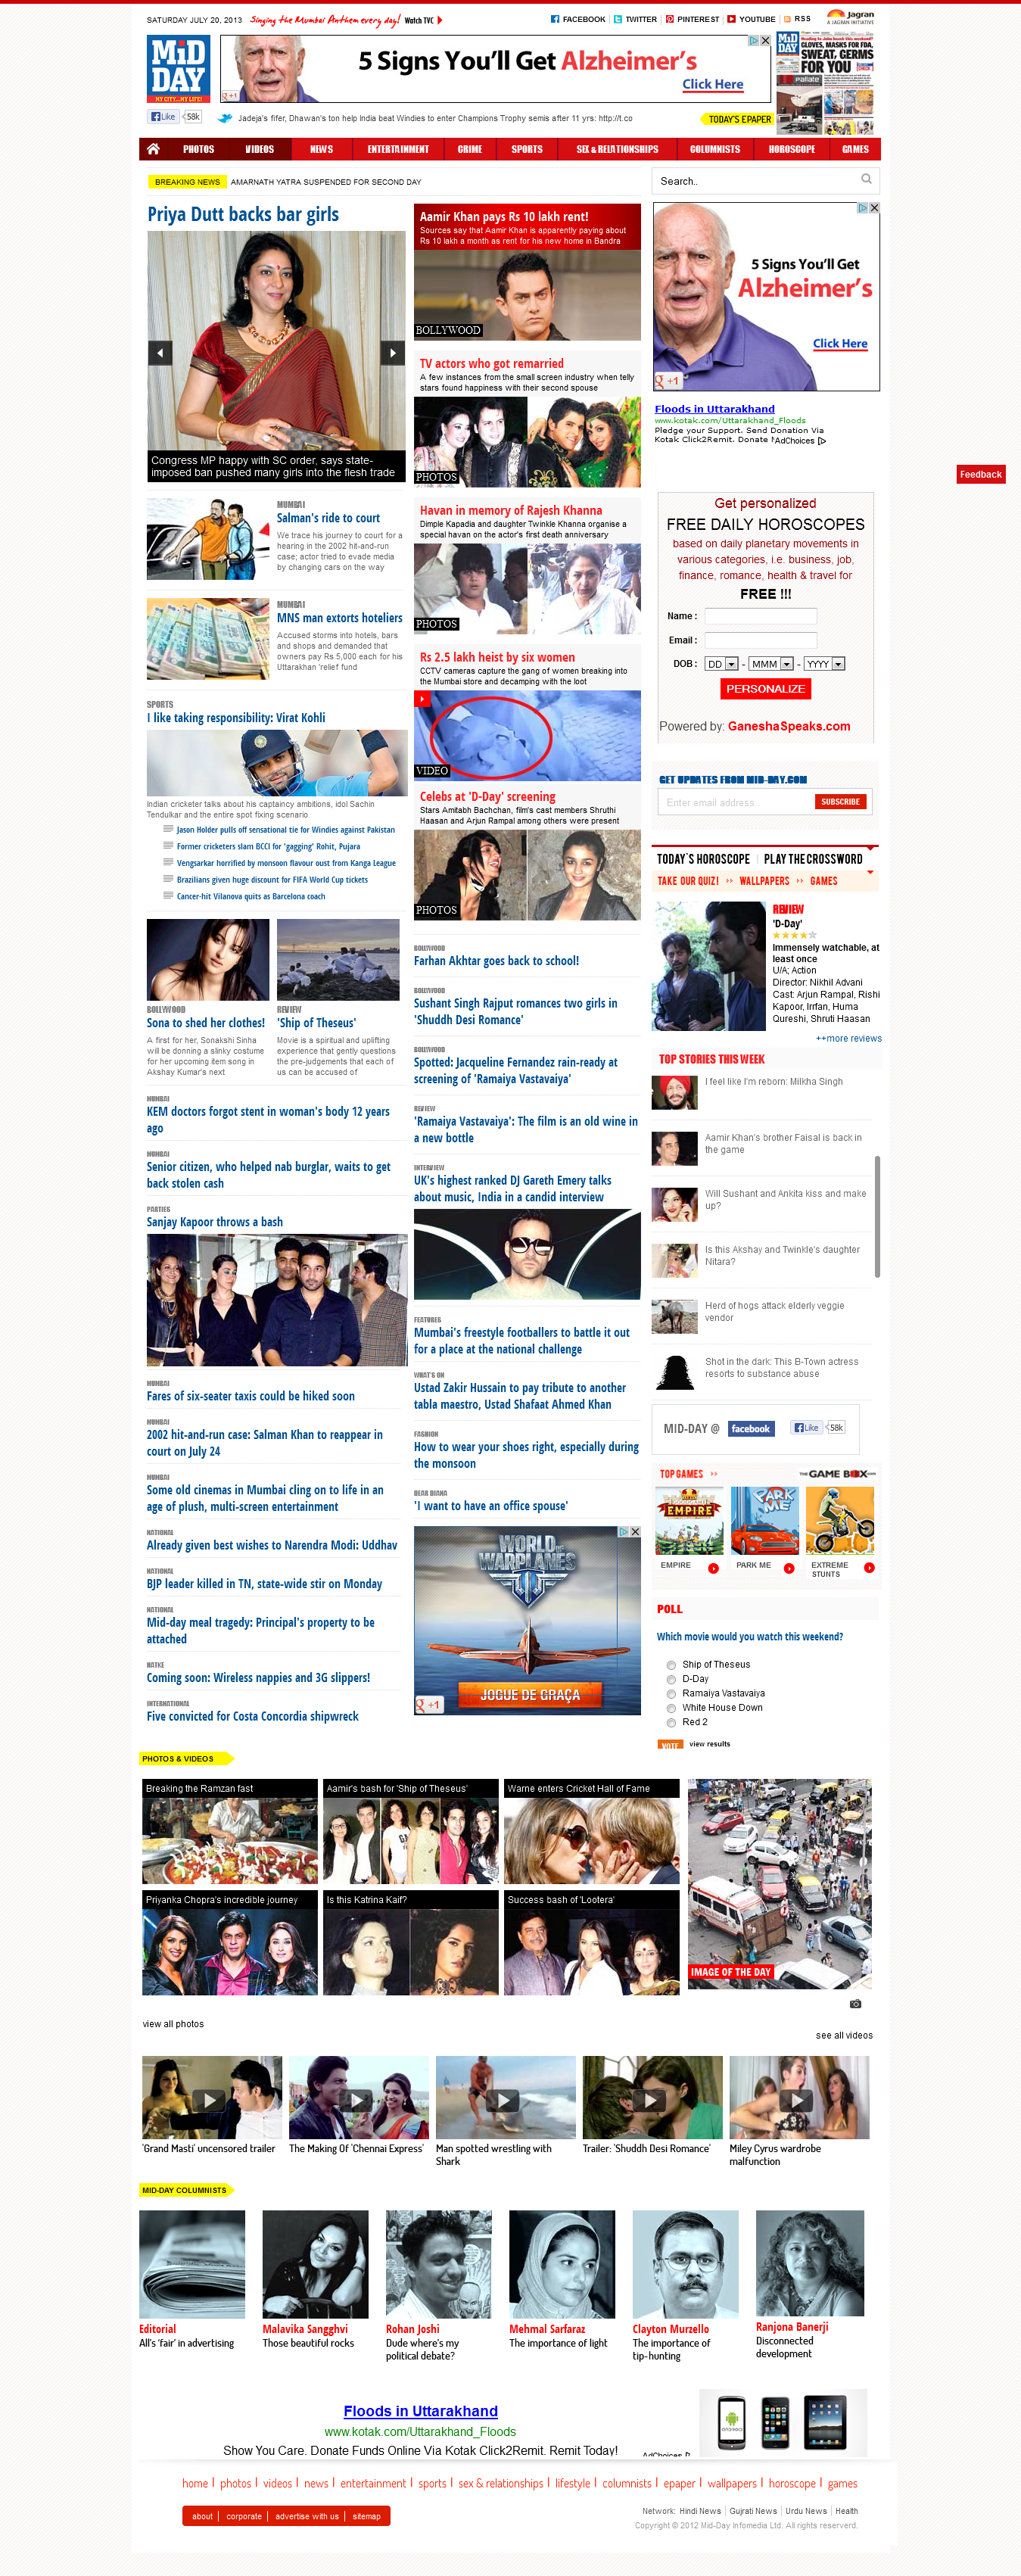 SATURDAY JULY 20, 2013
Singing the Mumbai Anthem every day!
Watch TVC
FACEBOOK
TWITTER
PINTEREST
YOUTUBE
RSS
Jagran
A JAGRAN INITIATIVE
MiD DAY
MY CITY...MY LIFE!
5 Signs You'll Get Alzheimer's
Click Here
+1
Like 58k
Jadeja's fifer, Dhawan's ton help India beat Windies to enter Champions Trophy semis after 11 yrs: http://t.co
TODAY'S EPAPER
PHOTOS
VIDEOS
NEWS
ENTERTAINMENT
CRIME
SPORTS
SEX & RELATIONSHIPS
COLUMNISTS
HOROSCOPE
GAMES
BREAKING NEWS
AMARNATH YATRA SUSPENDED FOR SECOND DAY
Search..
Priya Dutt backs bar girls
Congress MP happy with SC order, says state-
imposed ban pushed many girls into the flesh trade
MUMBAI
Salman's ride to court
We trace his journey to court for a
hearing in the 2002 hit-and-run
case; actor tried to evade media
by changing cars on the way
MUMBAI
MNS man extorts hoteliers
Accused storms into hotels, bars
and shops and demanded that
owners pay Rs 5,000 each for his
Uttarakhan 'relief fund
SPORTS
I like taking responsibility: Virat Kohli
Indian cricketer talks about his captaincy ambitions, idol Sachin
Tendulkar and the entire spot fixing scenario
Jason Holder pulls off sensational tie for Windies against Pakistan
Former cricketers slam BCCI for 'gagging' Rohit, Pujara
Vengsarkar horrified by monsoon flavour oust from Kanga League
Brazilians given huge discount for FIFA World Cup tickets
Cancer-hit Vilanova quits as Barcelona coach
BOLLYWOOD
Sona to shed her clothes!
A first for her, Sonakshi Sinha
will be donning a slinky costume
for her upcoming item song in
Akshay Kumar's next
REVIEW
'Ship of Theseus'
Movie is a spiritual and uplifting
experience that gently questions
the pre-judgements that each of
us can be accused of
MUMBAI
KEM doctors forgot stent in woman's body 12 years
ago
MUMBAI
Senior citizen, who helped nab burglar, waits to get
back stolen cash
PARTIES
Sanjay Kapoor throws a bash
MUMBAI
Fares of six-seater taxis could be hiked soon
MUMBAI
2002 hit-and-run case: Salman Khan to reappear in
court on July 24
MUMBAI
Some old cinemas in Mumbai cling on to life in an
age of plush, multi-screen entertainment
NATIONAL
Already given best wishes to Narendra Modi: Uddhav
NATIONAL
BJP leader killed in TN, state-wide stir on Monday
NATIONAL
Mid-day meal tragedy: Principal's property to be
attached
HATKE
Coming soon: Wireless nappies and 3G slippers!
INTERNATIONAL
Five convicted for Costa Concordia shipwreck
Aamir Khan pays Rs 10 lakh rent!
Sources say that Aamir Khan is apparently paying about
Rs 10 lakh a month as rent for his new home in Bandra
BOLLYWOOD
TV actors who got remarried
A few instances from the small screen industry when telly
stars found happiness with their second spouse
PHOTOS
Havan in memory of Rajesh Khanna
Dimple Kapadia and daughter Twinkle Khanna organise a
special havan on the actor's first death anniversary
PHOTOS
Rs 2.5 lakh heist by six women
CCTV cameras capture the gang of women breaking into
the Mumbai store and decamping with the loot
VIDEO
Celebs at 'D-Day' screening
Stars Amitabh Bachchan, film's cast members Shruthi
Haasan and Arjun Rampal among others were present
PHOTOS
BOLLYWOOD
Farhan Akhtar goes back to school!
BOLLYWOOD
Sushant Singh Rajput romances two girls in
'Shuddh Desi Romance'
BOLLYWOOD
Spotted: Jacqueline Fernandez rain-ready at
screening of 'Ramaiya Vastavaiya'
REVIEW
'Ramaiya Vastavaiya': The film is an old wine in
a new bottle
INTERVIEW
UK's highest ranked DJ Gareth Emery talks
about music, India in a candid interview
FEATURES
Mumbai's freestyle footballers to battle it out
for a place at the national challenge
WHAT'S ON
Ustad Zakir Hussain to pay tribute to another
tabla maestro, Ustad Shafaat Ahmed Khan
FASHION
How to wear your shoes right, especially during
the monsoon
DEAR DIANA
'I want to have an office spouse'
WORLD OF WARPLANES
JOGUE DE GRAÇA
+1
5 Signs You'll Get
Alzheimer's
Click Here
+1
Floods in Uttarakhand
www.kotak.com/Uttarakhand_Floods
Pledge your Support. Send Donation Via
Kotak Click2Remit. Donate
AdChoices
Feedback
Get personalized
FREE DAILY HOROSCOPES
based on daily planetary movements in
various categories, i.e. business, job,
finance, romance, health & travel for
FREE !!!
Name :
Email :
DOB : DD - MMM - YYYY
PERSONALIZE
Powered by: GaneshaSpeaks.com
GET UPDATES FROM MID-DAY.COM
Enter email address..
SUBSCRIBE
TODAY'S HOROSCOPE
PLAY THE CROSSWORD
TAKE OUR QUIZ! >> WALLPAPERS >> GAMES
REVIEW
'D-Day'
Immensely watchable, at
least once
U/A; Action
Director: Nikhil Advani
Cast: Arjun Rampal, Rishi
Kapoor, Irrfan, Huma
Qureshi, Shruti Haasan
++more reviews
TOP STORIES THIS WEEK
I feel like I'm reborn: Milkha Singh
Aamir Khan's brother Faisal is back in
the game
Will Sushant and Ankita kiss and make
up?
Is this Akshay and Twinkle's daughter
Nitara?
Herd of hogs attack elderly veggie
vendor
Shot in the dark: This B-Town actress
resorts to substance abuse
MID-DAY @ facebook
Like 58k
TOP GAMES >>
THE GAME BOX.com
EMPIRE
PARK ME
EMPIRE
PARK ME
EXTREME
STUNTS
POLL
Which movie would you watch this weekend?
Ship of Theseus
D-Day
Ramaiya Vastavaiya
White House Down
Red 2
VOTE
view results
PHOTOS & VIDEOS
Breaking the Ramzan fast
Aamir's bash for 'Ship of Theseus'
Warne enters Cricket Hall of Fame
Priyanka Chopra's incredible journey
Is this Katrina Kaif?
Success bash of 'Lootera'
IMAGE OF THE DAY
view all photos
see all videos
'Grand Masti' uncensored trailer
The Making Of 'Chennai Express'
Man spotted wrestling with
Shark
Trailer: 'Shuddh Desi Romance'
Miley Cyrus wardrobe
malfunction
MID-DAY COLUMNISTS
Editorial
All's 'fair' in advertising
Malavika Sangghvi
Those beautiful rocks
Rohan Joshi
Dude where's my
political debate?
Mehmal Sarfaraz
The importance of light
Clayton Murzello
The importance of
tip-hunting
Ranjona Banerji
Disconnected
development
Floods in Uttarakhand
www.kotak.com/Uttarakhand_Floods
Show You Care. Donate Funds Online Via Kotak Click2Remit. Remit Today!
AdChoices
home | photos | videos | news | entertainment | sports | sex & relationships | lifestyle | columnists | epaper | wallpapers | horoscope | games
about | corporate | advertise with us | sitemap
Network: Hindi News | Gujrati News | Urdu News | Health
Copyright © 2012 Mid-Day Infomedia Ltd. All rights reserverd.